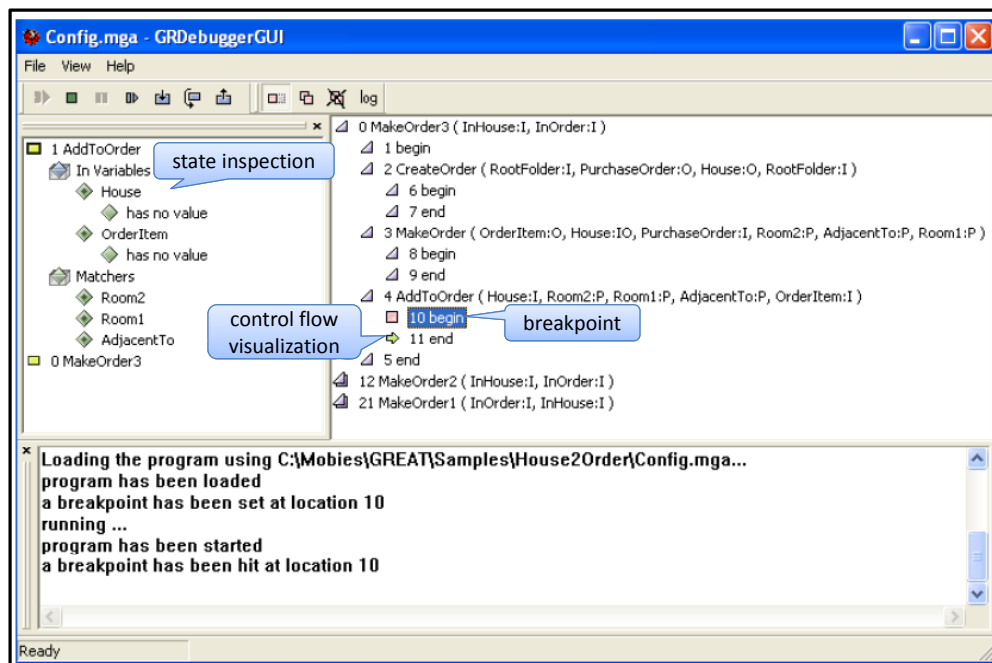 Config.mga - GRDebuggerGUI
File View Help
log
1 AddToOrder
In Variables
House
has no value
OrderItem
has no value
Matchers
Room2
Room1
AdjacentTo
0 MakeOrder3
state inspection
0 MakeOrder3 ( InHouse:I, InOrder:I )
1 begin
2 CreateOrder ( RootFolder:I, PurchaseOrder:O, House:O, RootFolder:I )
6 begin
7 end
3 MakeOrder ( OrderItem:O, House:IO, PurchaseOrder:I, Room2:P, AdjacentTo:P, Room1:P )
8 begin
9 end
4 AddToOrder ( House:I, Room2:P, Room1:P, AdjacentTo:P, OrderItem:I )
10 begin
11 end
5 end
12 MakeOrder2 ( InHouse:I, InOrder:I )
21 MakeOrder1 ( InOrder:I, InHouse:I )
control flow
visualization
breakpoint
Loading the program using C:\Mobies\GREAT\Samples\House2Order\Config.mga...
program has been loaded
a breakpoint has been set at location 10
running ...
program has been started
a breakpoint has been hit at location 10
Ready